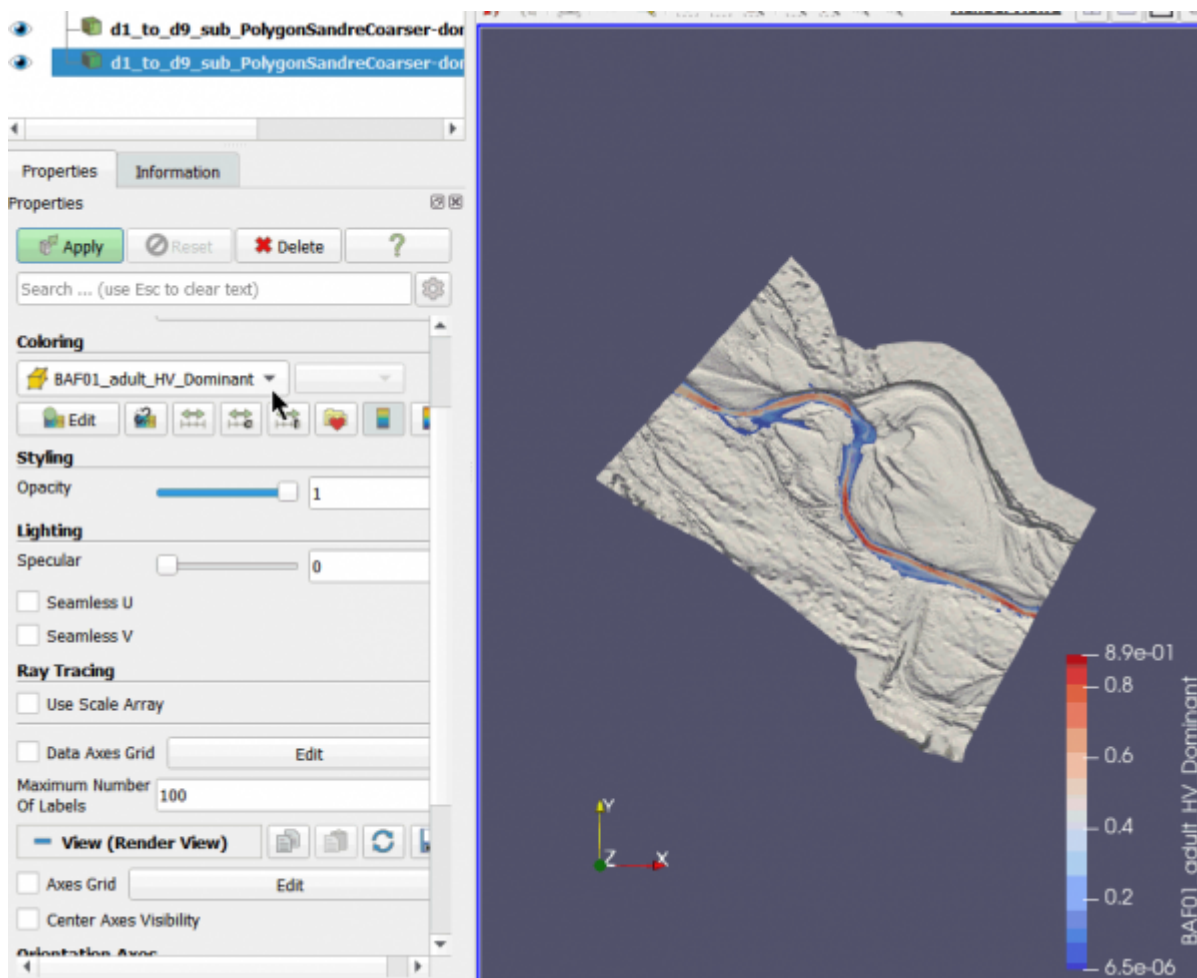 d1_to_d9_sub_PolygonSandreCoarser-dor
d1_to_d9_sub_PolygonSandreCoarser-dor
Properties
Information
Properties
Apply
Reset
Delete
?
Search ... (use Esc to clear text)
Coloring
BAF01_adult_HV_Dominant
Edit
Styling
Opacity
1
Lighting
Specular
0
Seamless U
Seamless V
Ray Tracing
Use Scale Array
Data Axes Grid
Edit
Maximum Number
Of Labels
100
View (Render View)
Axes Grid
Edit
Center Axes Visibility
Orientation Axes
Y
Z
X
8.9e-01
0.8
0.6
0.4
0.2
6.5e-06
BAF01_adult_HV_Dominant